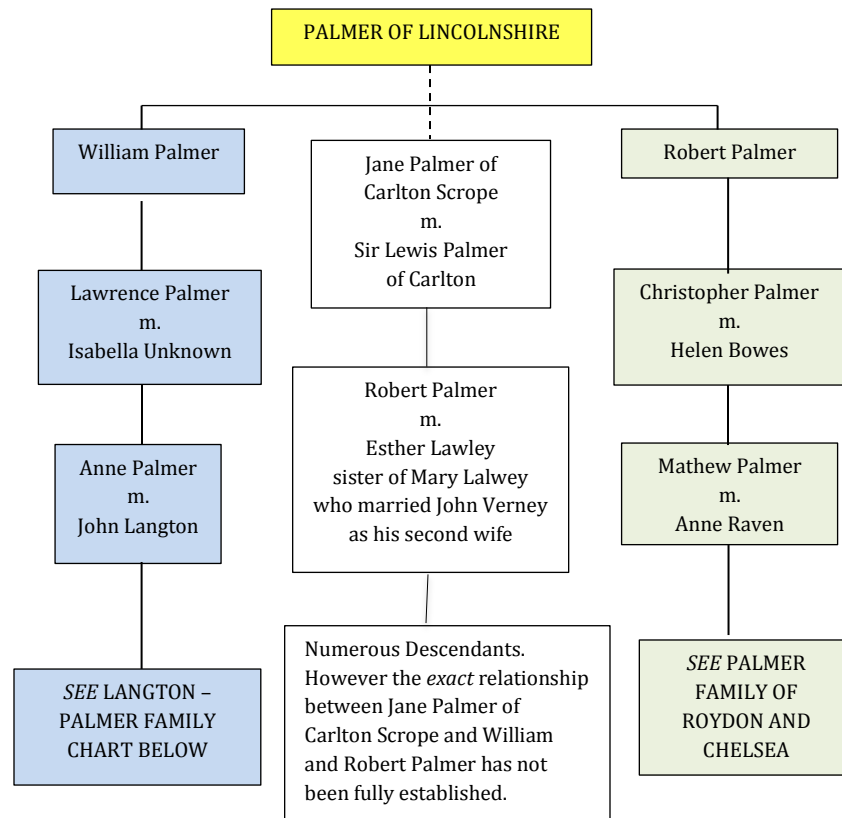 PALMER OF LINCOLNSHIRE
William Palmer
Jane Palmer of
Carlton Scrope
m.
Sir Lewis Palmer
of Carlton
Robert Palmer
Lawrence Palmer
m.
Isabella Unknown
Robert Palmer
m.
Esther Lawley
sister of Mary Lalwey
who married John Verney
as his second wife
Christopher Palmer
m.
Helen Bowes
Anne Palmer
m.
John Langton
Mathew Palmer
m.
Anne Raven
SEE LANGTON –
PALMER FAMILY
CHART BELOW
Numerous Descendants.
However the exact relationship
between Jane Palmer of
Carlton Scrope and William
and Robert Palmer has not
been fully established.
SEE PALMER
FAMILY OF
ROYDON AND
CHELSEA